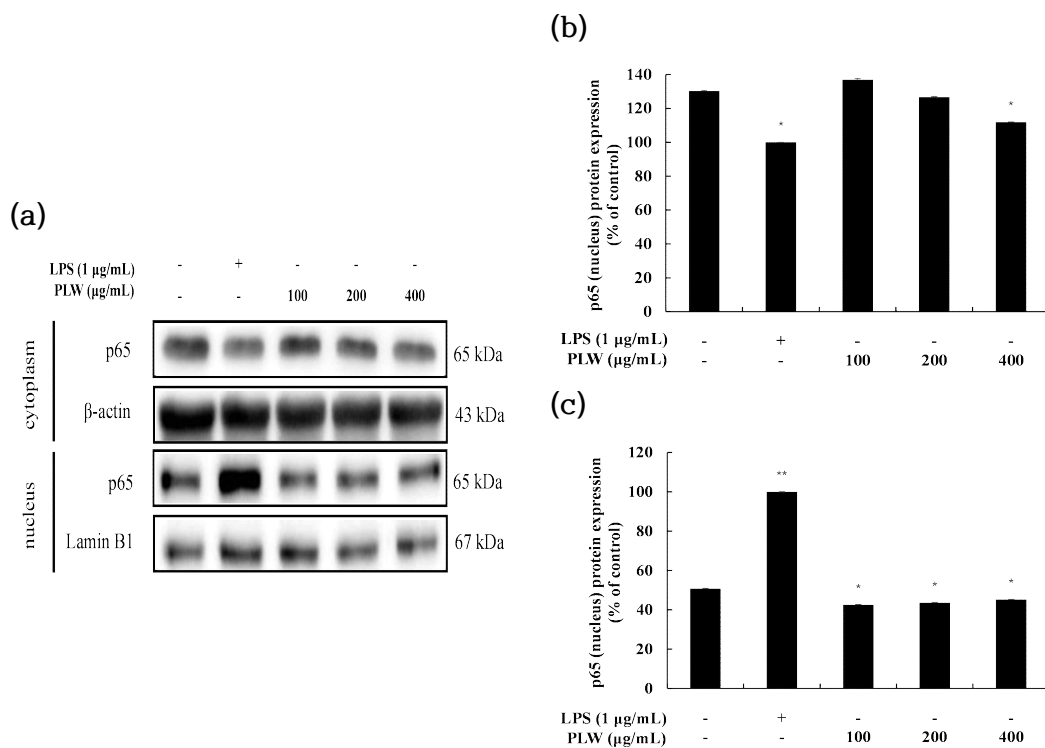 (a)
LPS (1 µg/mL) - + - - -
PLW (µg/mL) - - 100 200 400
cytoplasm
p65 65 kDa
β-actin 43 kDa
nucleus
p65 65 kDa
Lamin B1 67 kDa
(b)
p65 (nucleus) protein expression
(% of control)
140
120
100
80
60
40
20
0
* *
LPS (1 µg/mL) - + - - -
PLW (µg/mL) - - 100 200 400
(c)
p65 (nucleus) protein expression
(% of control)
120
100
80
60
40
20
0
** * * *
LPS (1 µg/mL) - + - - -
PLW (µg/mL) - - 100 200 400